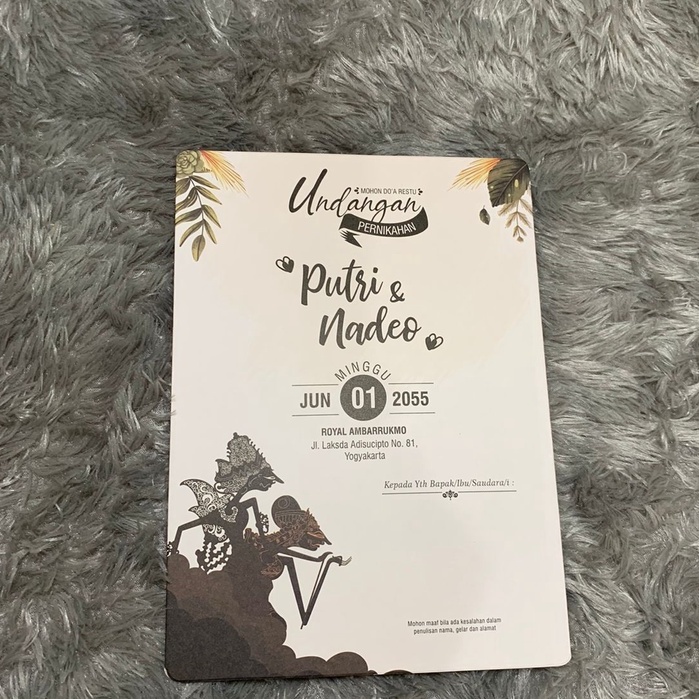 MOHON DO'A RESTU
Undangan
PERNIKAHAN
Putri &
Nadeo
MINGGU
JUN 01 2055
ROYAL AMBARRUKMO
Jl. Laksda Adisucipto No. 81,
Yogyakarta
Kepada Yth Bapak/Ibu/Saudara/i :
Mohon maaf bila ada kesalahan dalam
penulisan nama, gelar dan alamat